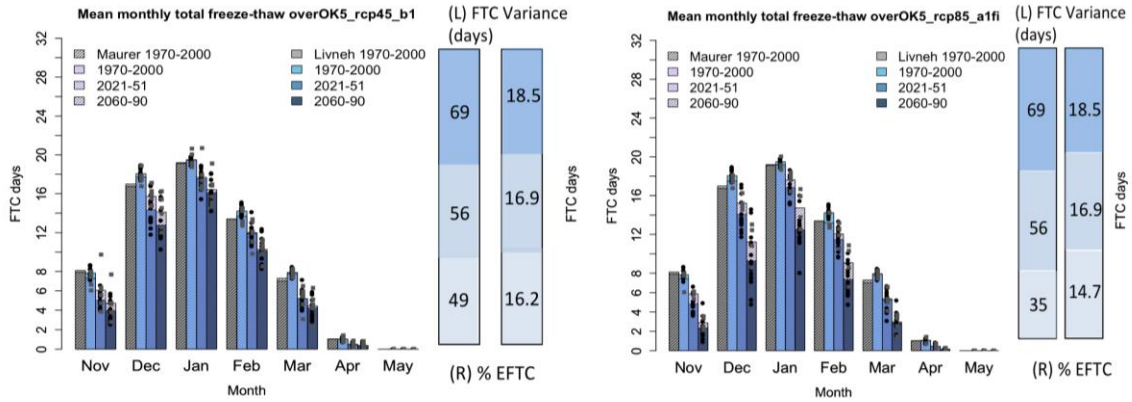 Mean monthly total freeze-thaw overOK5_rcp45_b1
(L) FTC Variance
(days)
32
28
24
20
16
12
8
4
2
0
FTC days
Maurer 1970-2000
1970-2000
2021-51
2060-90
Livneh 1970-2000
1970-2000
2021-51
2060-90
Nov Dec Jan Feb Mar Apr May
Month
69 18.5
56 16.9
49 16.2
FTC days
(R) % EFTC
Mean monthly total freeze-thaw overOK5_rcp85_a1fi
(L) FTC Variance
(days)
32
28
24
20
16
12
8
6
4
2
0
FTC days
Maurer 1970-2000
1970-2000
2021-51
2060-90
Livneh 1970-2000
1970-2000
2021-51
2060-90
Nov Dec Jan Feb Mar Apr May
Month
69 18.5
56 16.9
35 14.7
FTC days
(R) % EFTC